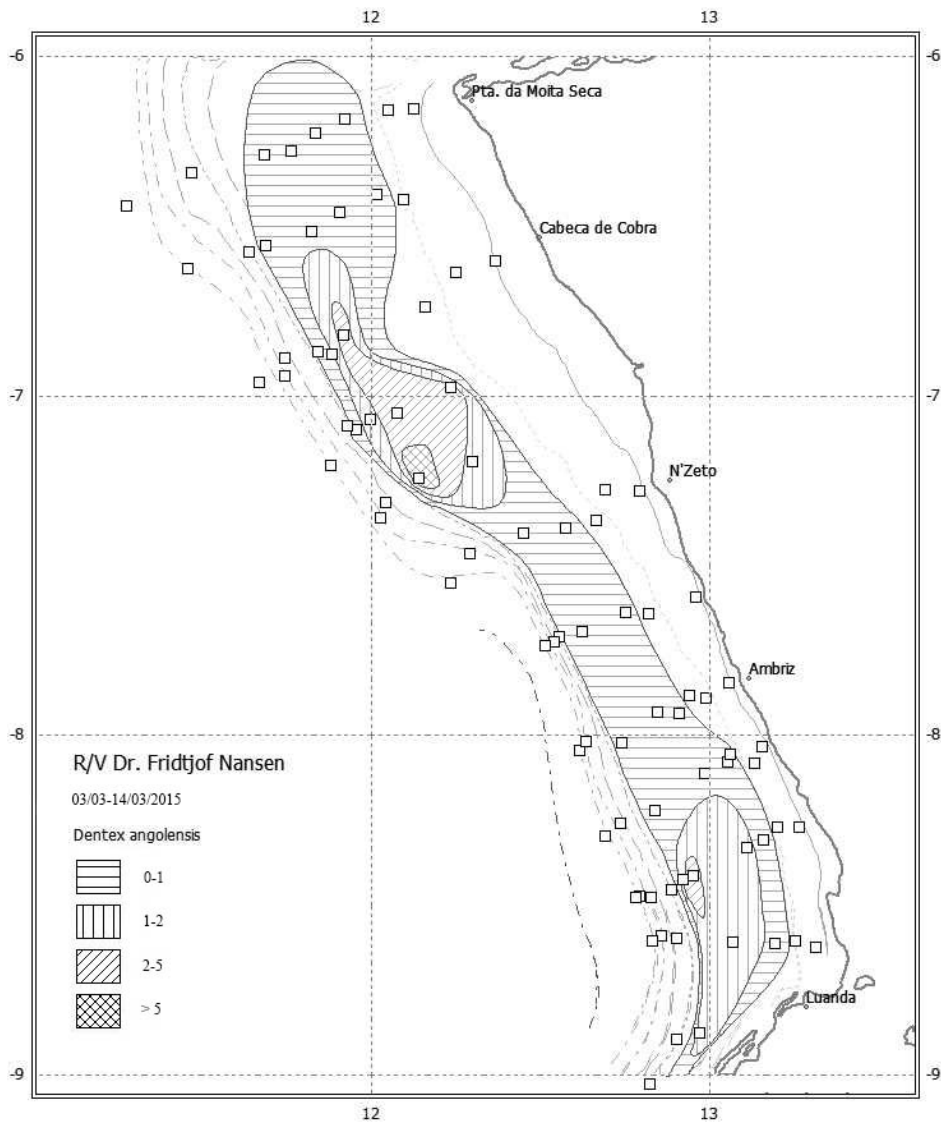 12 13
-6 -6
Pta. da Moita Seca
Cabeca de Cobra
-7 -7
N'Zeto
Ambriz
-8 -8
R/V Dr. Fridtjof Nansen
03/03-14/03/2015
Dentex angolensis
0-1
1-2
2-5
> 5
Luanda
-9 -9
12 13